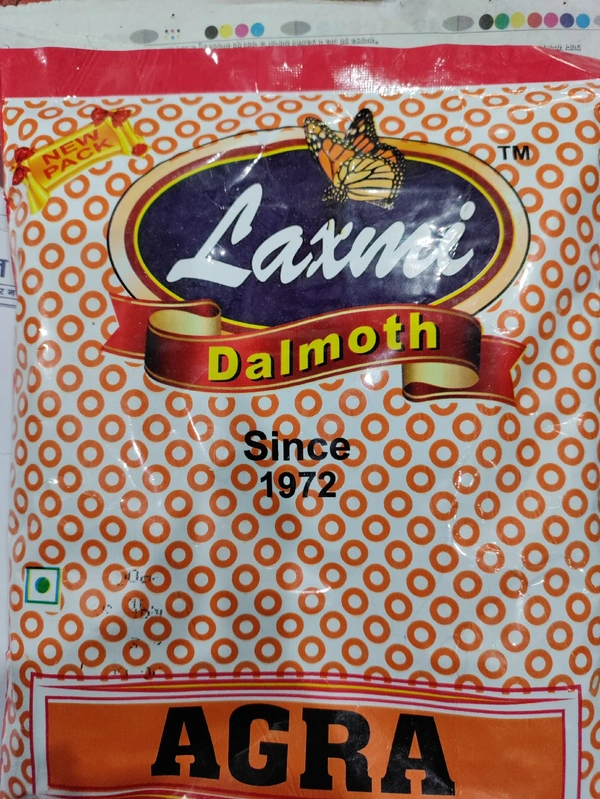 NEW
PACK
TM
Laxmi
Dalmoth
Since
1972
AGRA